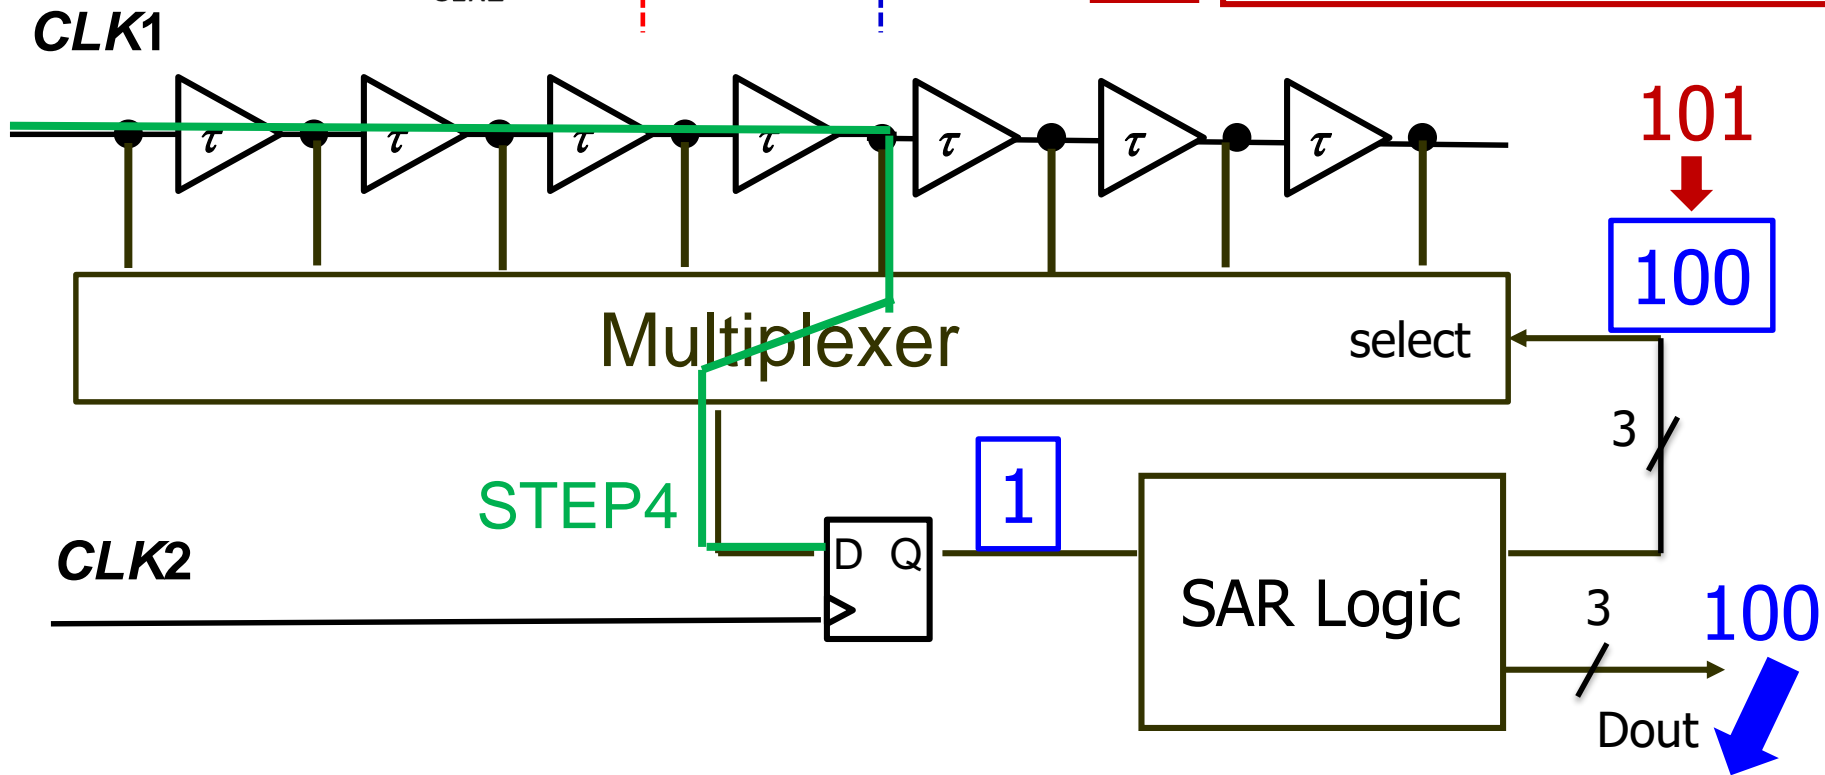 CLK1
τ τ τ τ τ τ τ
101
100
Multiplexer
select
3
1
STEP4
D Q
CLK2
SAR Logic
3
100
Dout